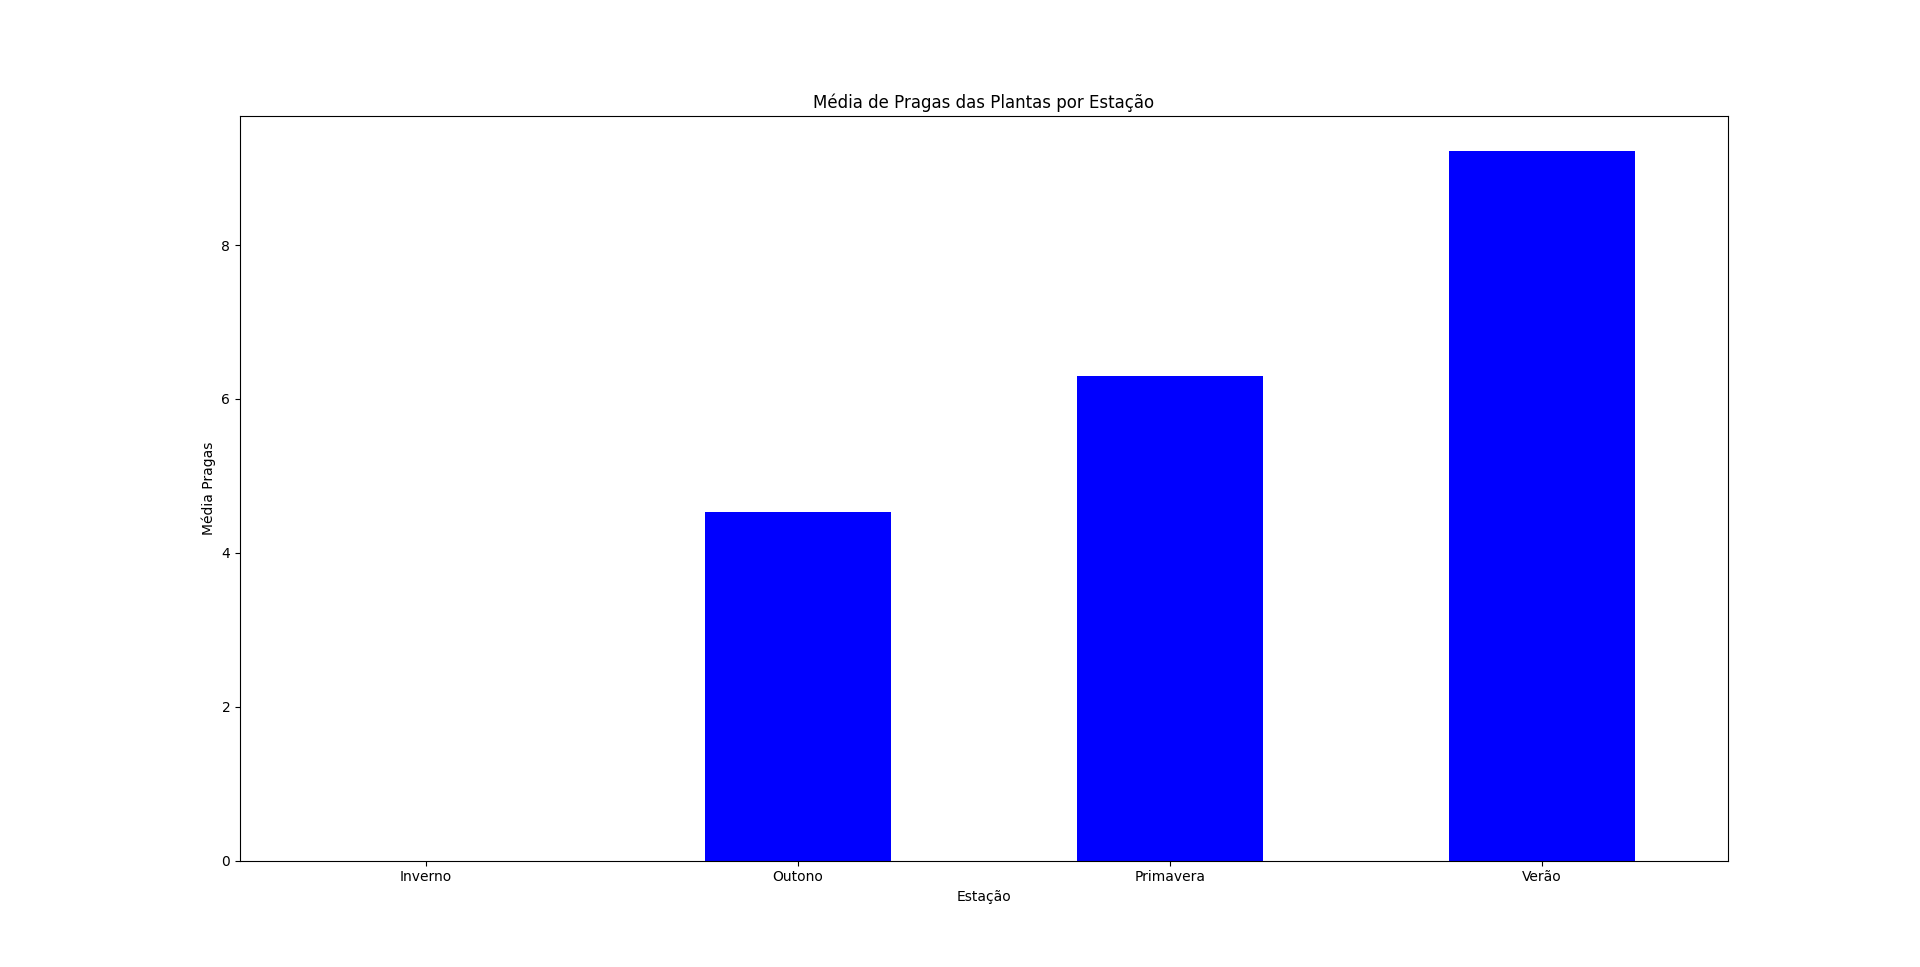 Média de Pragas das Plantas por Estação
Média Pragas
8
6
4
2
0
Inverno Outono Primavera Verão
Estação